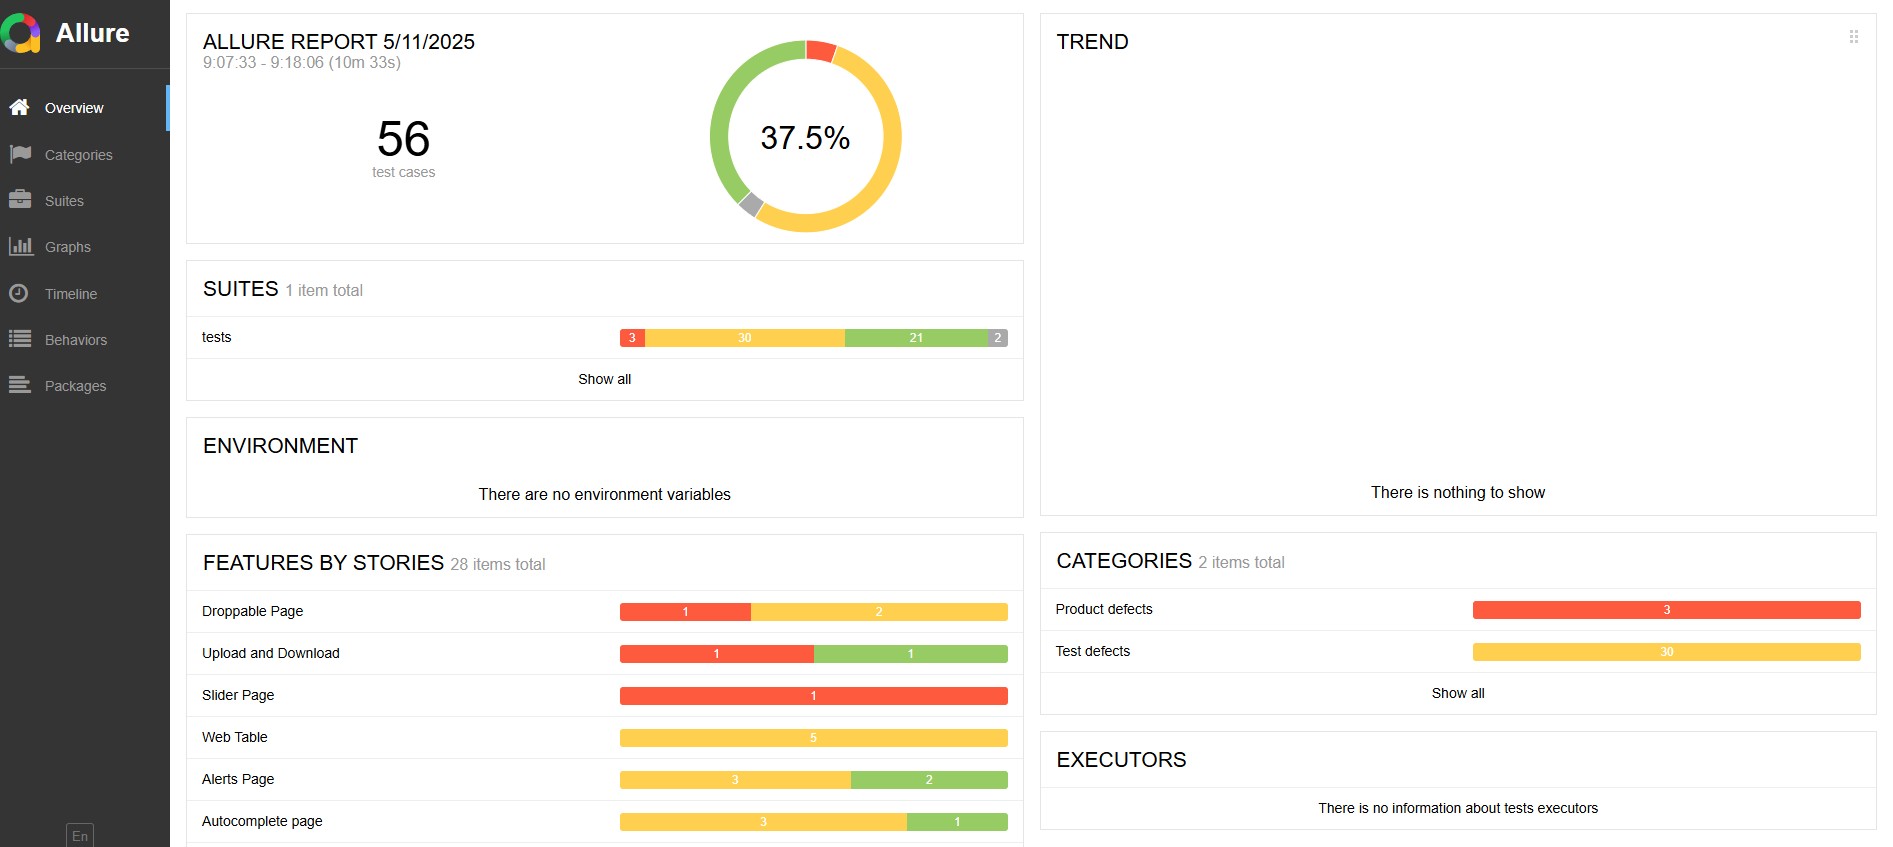 Allure
Overview
Categories
Suites
Graphs
Timeline
Behaviors
Packages
En
ALLURE REPORT 5/11/2025
9:07:33 - 9:18:06 (10m 33s)
56
test cases
37.5%
SUITES 1 item total
tests 3 30 21 2
Show all
ENVIRONMENT
There are no environment variables
FEATURES BY STORIES 28 items total
Droppable Page 1 2
Upload and Download 1 1
Slider Page 1
Web Table 5
Alerts Page 3 2
Autocomplete page 3 1
TREND
There is nothing to show
CATEGORIES 2 items total
Product defects 3
Test defects 30
Show all
EXECUTORS
There is no information about tests executors